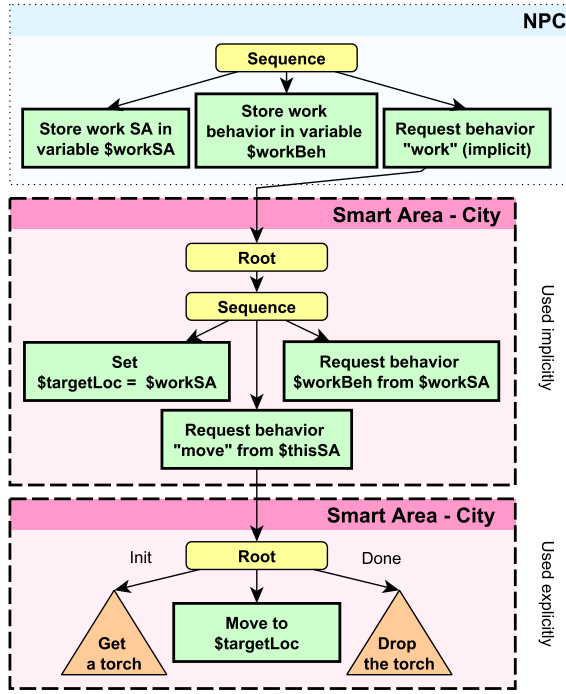 NPC
Sequence
Store work SA in
variable $workSA
Store work
behavior in variable
$workBeh
Request behavior
"work" (implicit)
Smart Area - City
Root
Sequence
Set
$targetLoc = $workSA
Request behavior
$workBeh from $workSA
Request behavior
"move" from $thisSA
Used implicitly
Smart Area - City
Init
Root
Done
Get
a torch
Move to
$targetLoc
Drop
the torch
Used explicitly